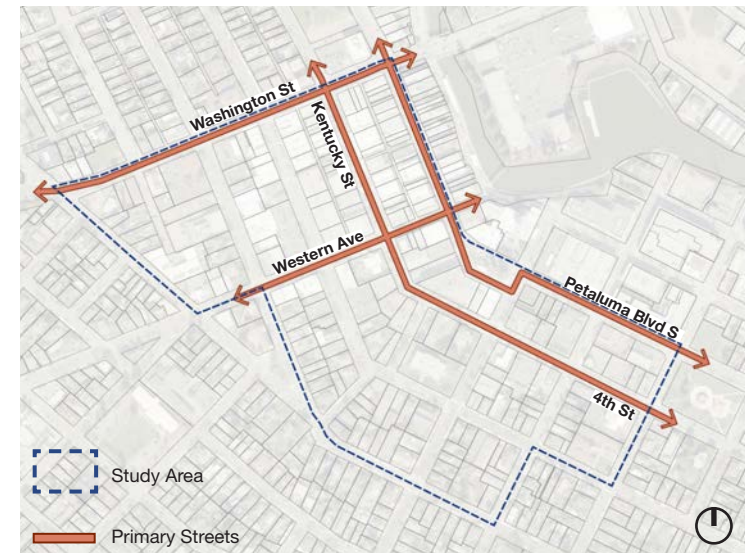 Washington St
Kentucky St
Western Ave
Petaluma Blvd S
4th St
Study Area
Primary Streets